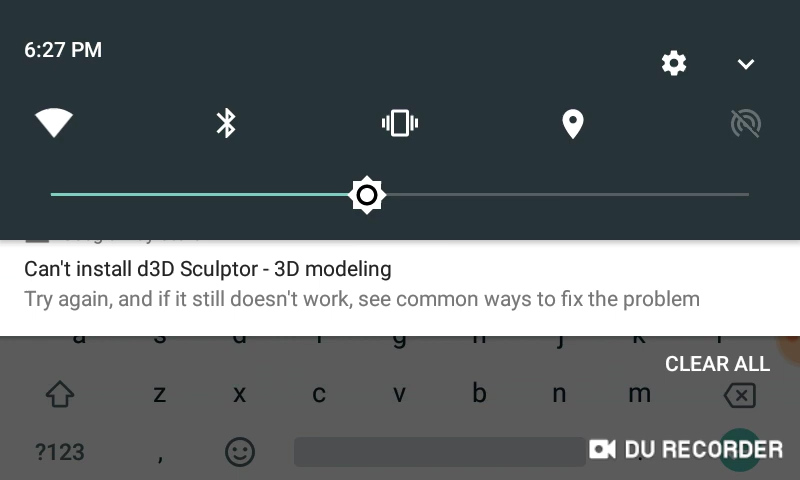 6:27 PM
Can't install d3D Sculptor - 3D modeling
Try again, and if it still doesn't work, see common ways to fix the problem
CLEAR ALL
z x c v b n m
?123 ,
DU RECORDER